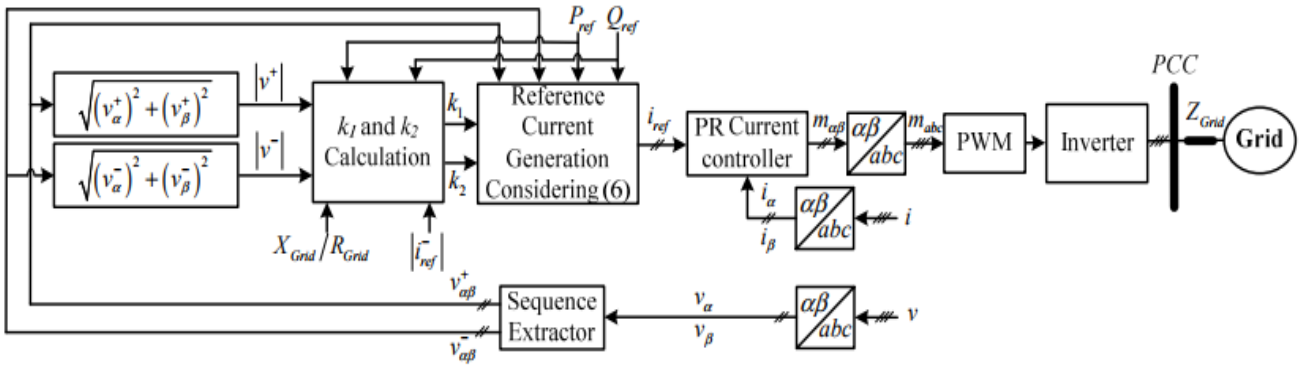 P_ref Q_ref
√((v_α^+)^2 + (v_β^+)^2)
|v^+|
√((v_α^-)^2 + (v_β^-)^2)
|v^-|
k_1 and k_2
Calculation
X_Grid/R_Grid
|i_ref^-|
k_1
k_2
Reference
Current
Generation
Considering (6)
i_ref
PR Current
controller
m_αβ
αβ
abc
m_abc
PWM
Inverter
PCC
Z_Grid
Grid
i_α
i_β
αβ
abc
i
v_αβ^+
v_αβ^-
Sequence
Extractor
v_α
v_β
αβ
abc
v